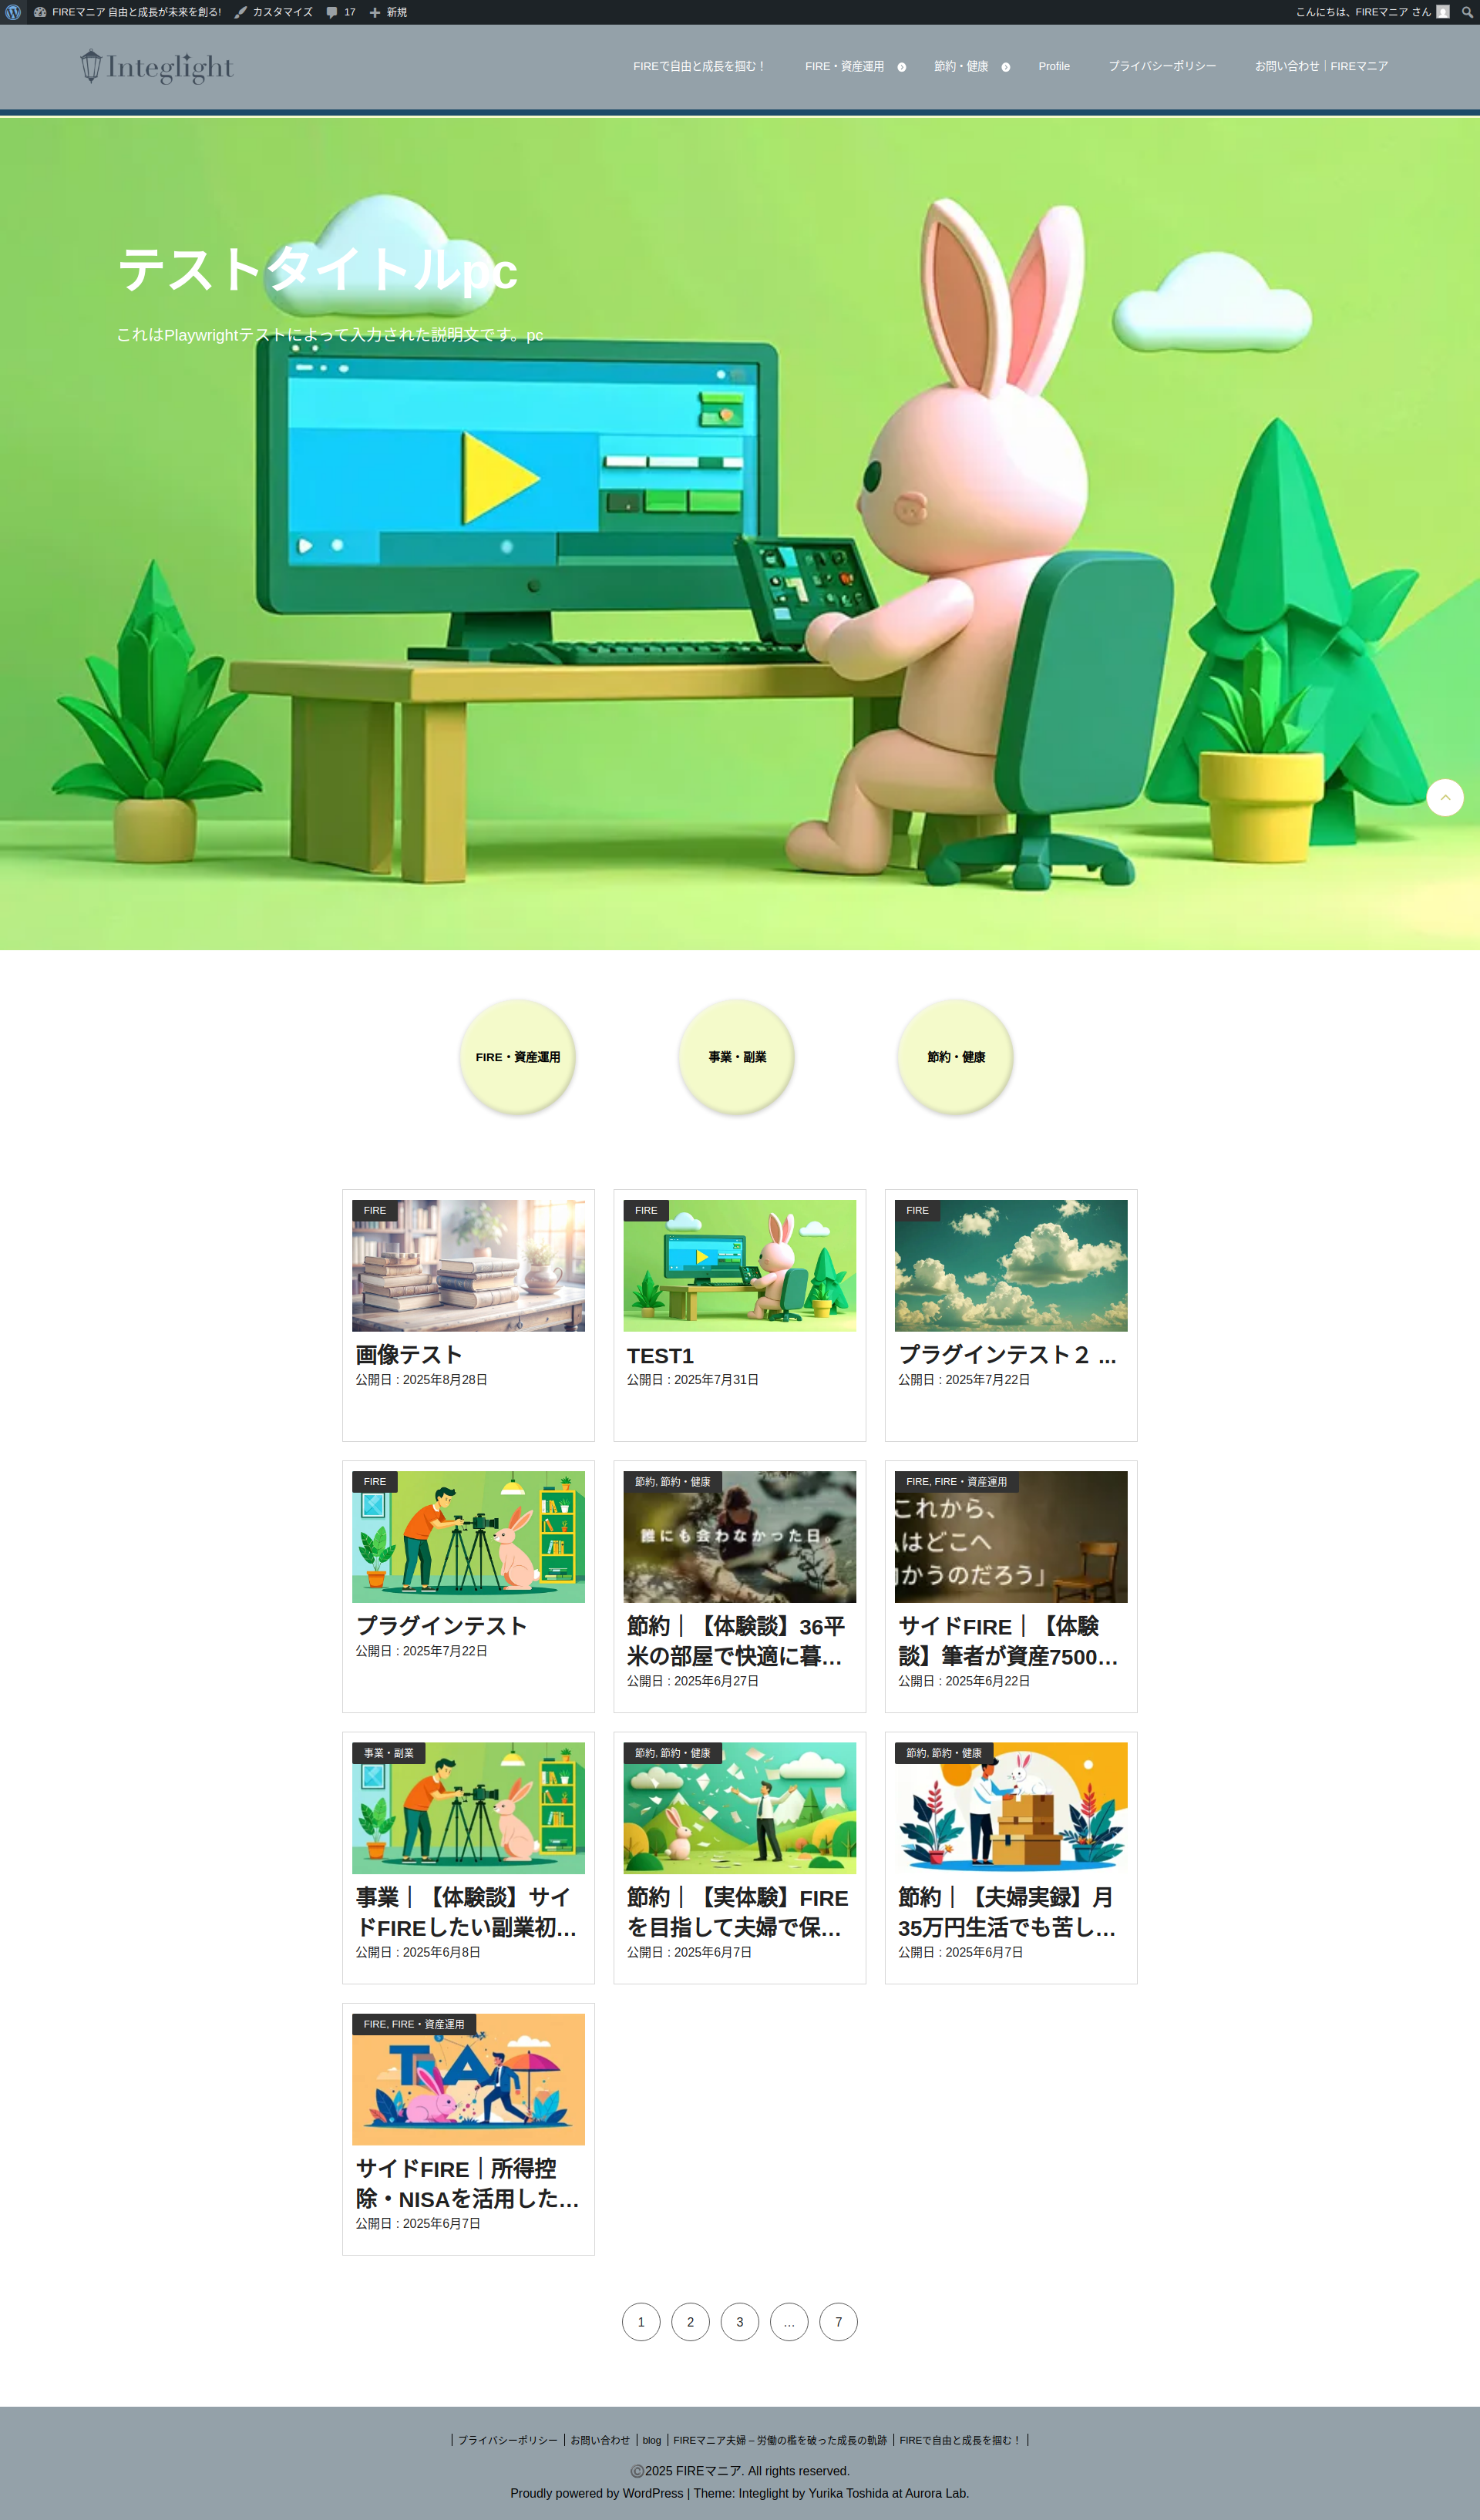 FIREマニア 自由と成長が未来を創る! カスタマイズ 17 新規 こんにちは、FIREマニア さん
Integlight
FIREで自由と成長を掴む！ FIRE・資産運用 節約・健康 Profile プライバシーポリシー お問い合わせ｜FIREマニア
テストタイトルpc
これはPlaywrightテストによって入力された説明文です。pc
FIRE・資産運用 事業・副業 節約・健康
FIRE
画像テスト
公開日 : 2025年8月28日
FIRE
TEST1
公開日 : 2025年7月31日
FIRE
プラグインテスト２ ...
公開日 : 2025年7月22日
FIRE
プラグインテスト
公開日 : 2025年7月22日
節約, 節約・健康
誰にも会わなかった日。
節約｜【体験談】36平
米の部屋で快適に暮…
公開日 : 2025年6月27日
FIRE, FIRE・資産運用
これから、
はどこへ
かうのだろう」
サイドFIRE｜【体験
談】筆者が資産7500…
公開日 : 2025年6月22日
事業・副業
事業｜【体験談】サイ
ドFIREしたい副業初…
公開日 : 2025年6月8日
節約, 節約・健康
節約｜【実体験】FIRE
を目指して夫婦で保…
公開日 : 2025年6月7日
節約, 節約・健康
節約｜【夫婦実録】月
35万円生活でも苦し…
公開日 : 2025年6月7日
FIRE, FIRE・資産運用
サイドFIRE｜所得控
除・NISAを活用した…
公開日 : 2025年6月7日
1 2 3 … 7
プライバシーポリシー お問い合わせ blog FIREマニア夫婦 – 労働の檻を破った成長の軌跡 FIREで自由と成長を掴む！
©2025 FIREマニア. All rights reserved.
Proudly powered by WordPress | Theme: Integlight by Yurika Toshida at Aurora Lab.